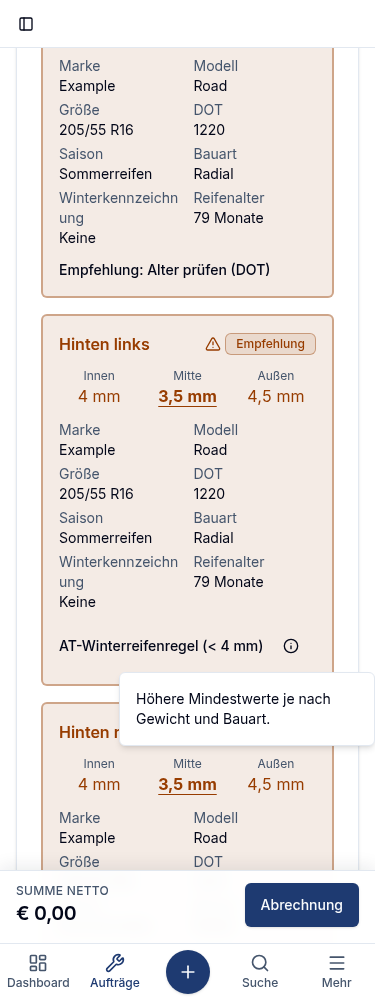 Marke Modell
Example Road
Größe DOT
205/55 R16 1220
Saison Bauart
Sommerreifen Radial
Winterkennzeichn Reifenalter
ung 79 Monate
Keine
Empfehlung: Alter prüfen (DOT)
Hinten links Empfehlung
Innen Mitte Außen
4 mm 3,5 mm 4,5 mm
Marke Modell
Example Road
Größe DOT
205/55 R16 1220
Saison Bauart
Sommerreifen Radial
Winterkennzeichn Reifenalter
ung 79 Monate
Keine
AT-Winterreifenregel (< 4 mm)
Höhere Mindestwerte je nach
Gewicht und Bauart.
Hinten
Innen Mitte Außen
4 mm 3,5 mm 4,5 mm
Marke Modell
Example Road
Größe DOT
SUMME NETTO
€ 0,00
Abrechnung
Dashboard Aufträge Suche Mehr